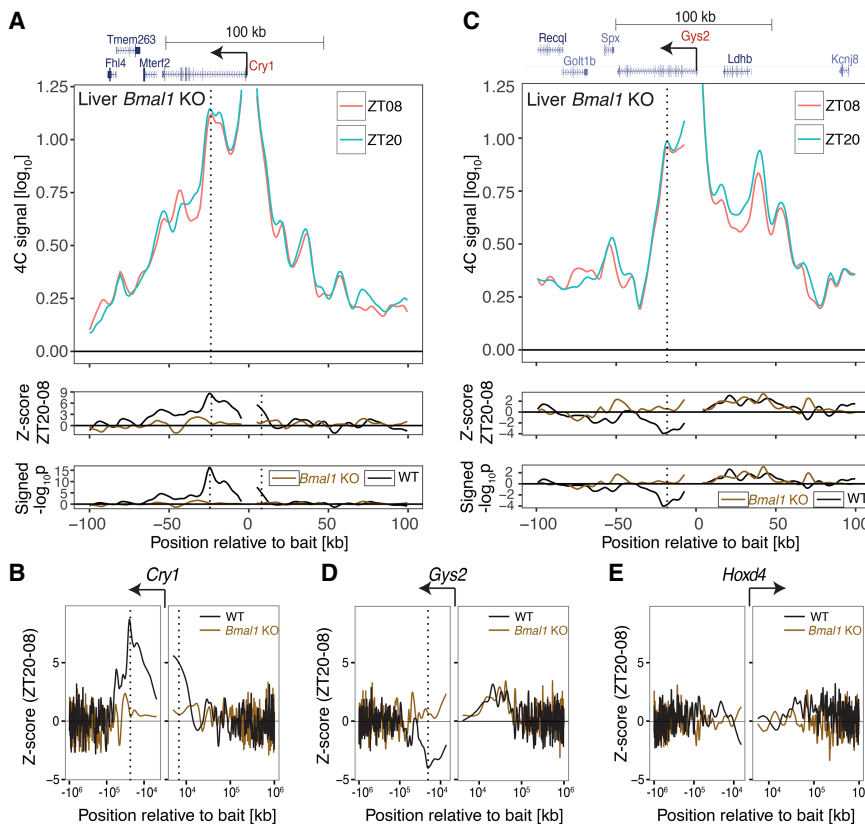 A.
100 kb
Tmem263
Fhl4
Mterf2
Cry1
Liver Bmal1 KO
ZT08
ZT20
4C signal [log10]
1.25
1.00
0.75
0.50
0.25
0.00
Z-score
ZT20-08
9
6
3
0
Signed
-log10p
15
10
5
0
Bmal1 KO
WT
−100
−50
0
50
100
Position relative to bait [kb]
C.
100 kb
Recql
Spx
Golt1b
Gys2
Ldhb
Kcnj8
Liver Bmal1 KO
ZT08
ZT20
4C signal [log10]
1.25
1.00
0.75
0.50
0.25
0.00
Z-score
ZT20-08
2
0
−2
−4
Signed
-log10p
2
0
−2
−4
Bmal1 KO
WT
−100
−50
0
50
100
Position relative to bait [kb]
B
Cry1
WT
Bmal1 KO
Z-score (ZT20-08)
5
0
−5
-10^6
-10^5
-10^4
10^4
10^5
10^6
Position relative to bait [kb]
D
Gys2
WT
Bmal1 KO
Z-score (ZT20-08)
5
0
−5
-10^6
-10^5
-10^4
10^4
10^5
10^6
Position relative to bait [kb]
E
Hoxd4
WT
Bmal1 KO
Z-score (ZT20-08)
5
0
−5
-10^6
-10^5
-10^4
10^4
10^5
10
Position relative to bait [kb]